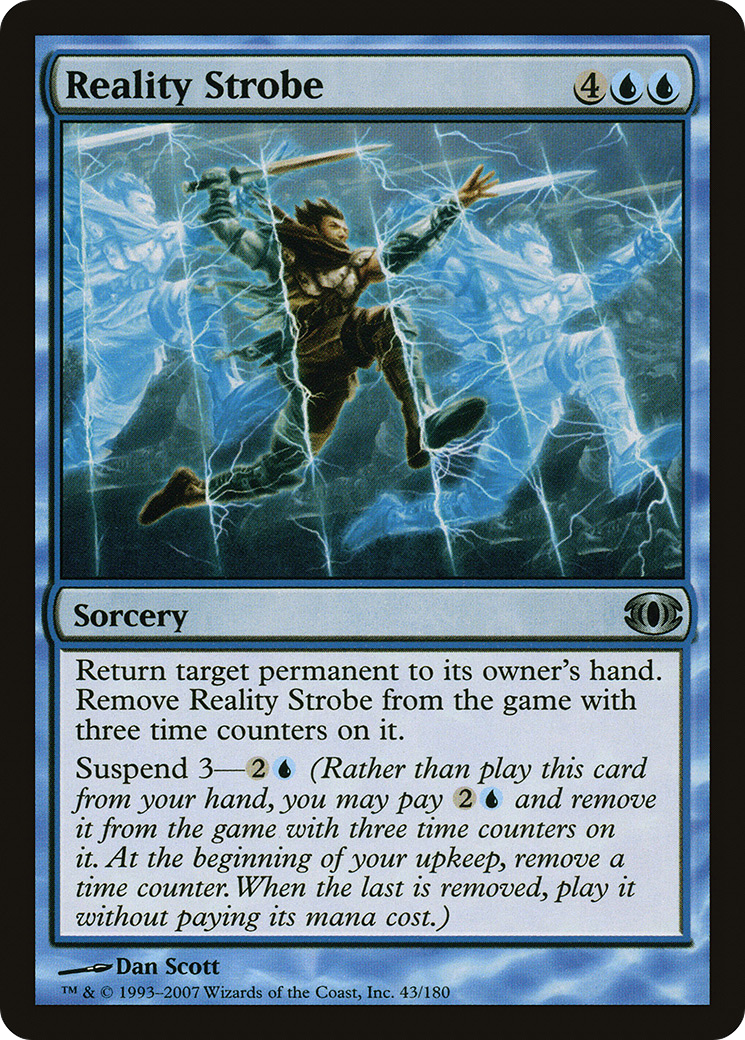 Reality Strobe 4
Sorcery
Return target permanent to its owner's hand.
Remove Reality Strobe from the game with
three time counters on it.
Suspend 3—2 (Rather than play this card
from your hand, you may pay 2 and remove
it from the game with three time counters on
it. At the beginning of your upkeep, remove a
time counter. When the last is removed, play it
without paying its mana cost.)
Dan Scott
™ & © 1993–2007 Wizards of the Coast, Inc. 43/180